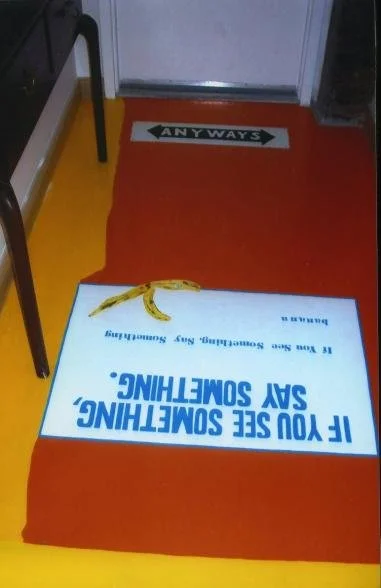 ANYWAYS
IF YOU SEE SOMETHING,
SAY SOMETHING.
If You See Something, Say Something
banana